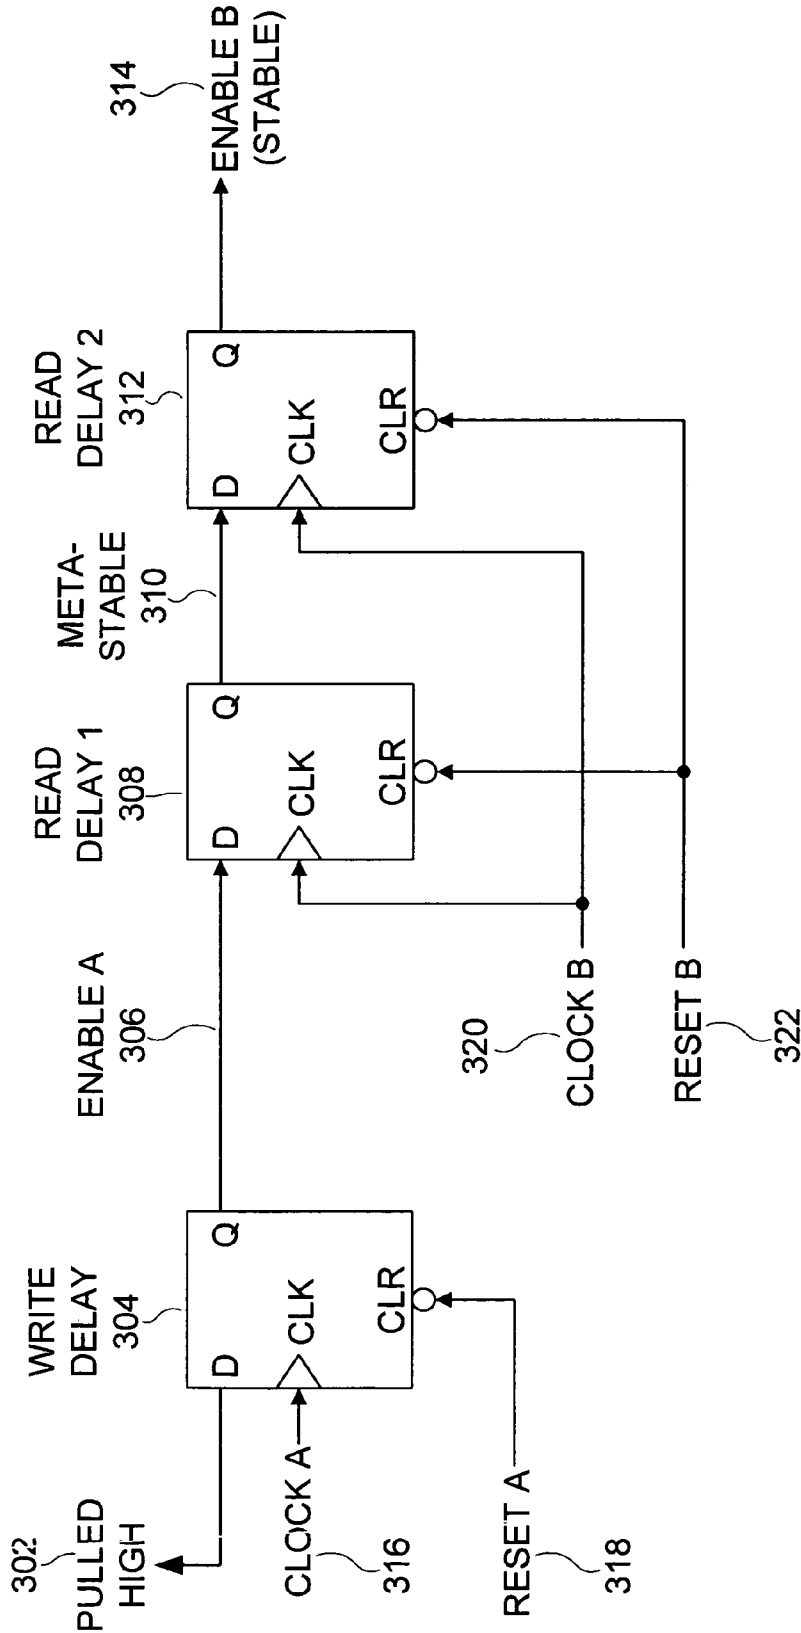 302
PULLED
HIGH
WRITE
DELAY
304
D
Q
CLK
CLR
CLOCK A
316
RESET A
318
ENABLE A
306
READ
DELAY 1
308
D
Q
CLK
CLR
META-
STABLE
310
READ
DELAY 2
312
D
Q
CLK
CLR
314
ENABLE B
(STABLE)
320
CLOCK B
RESET B
322